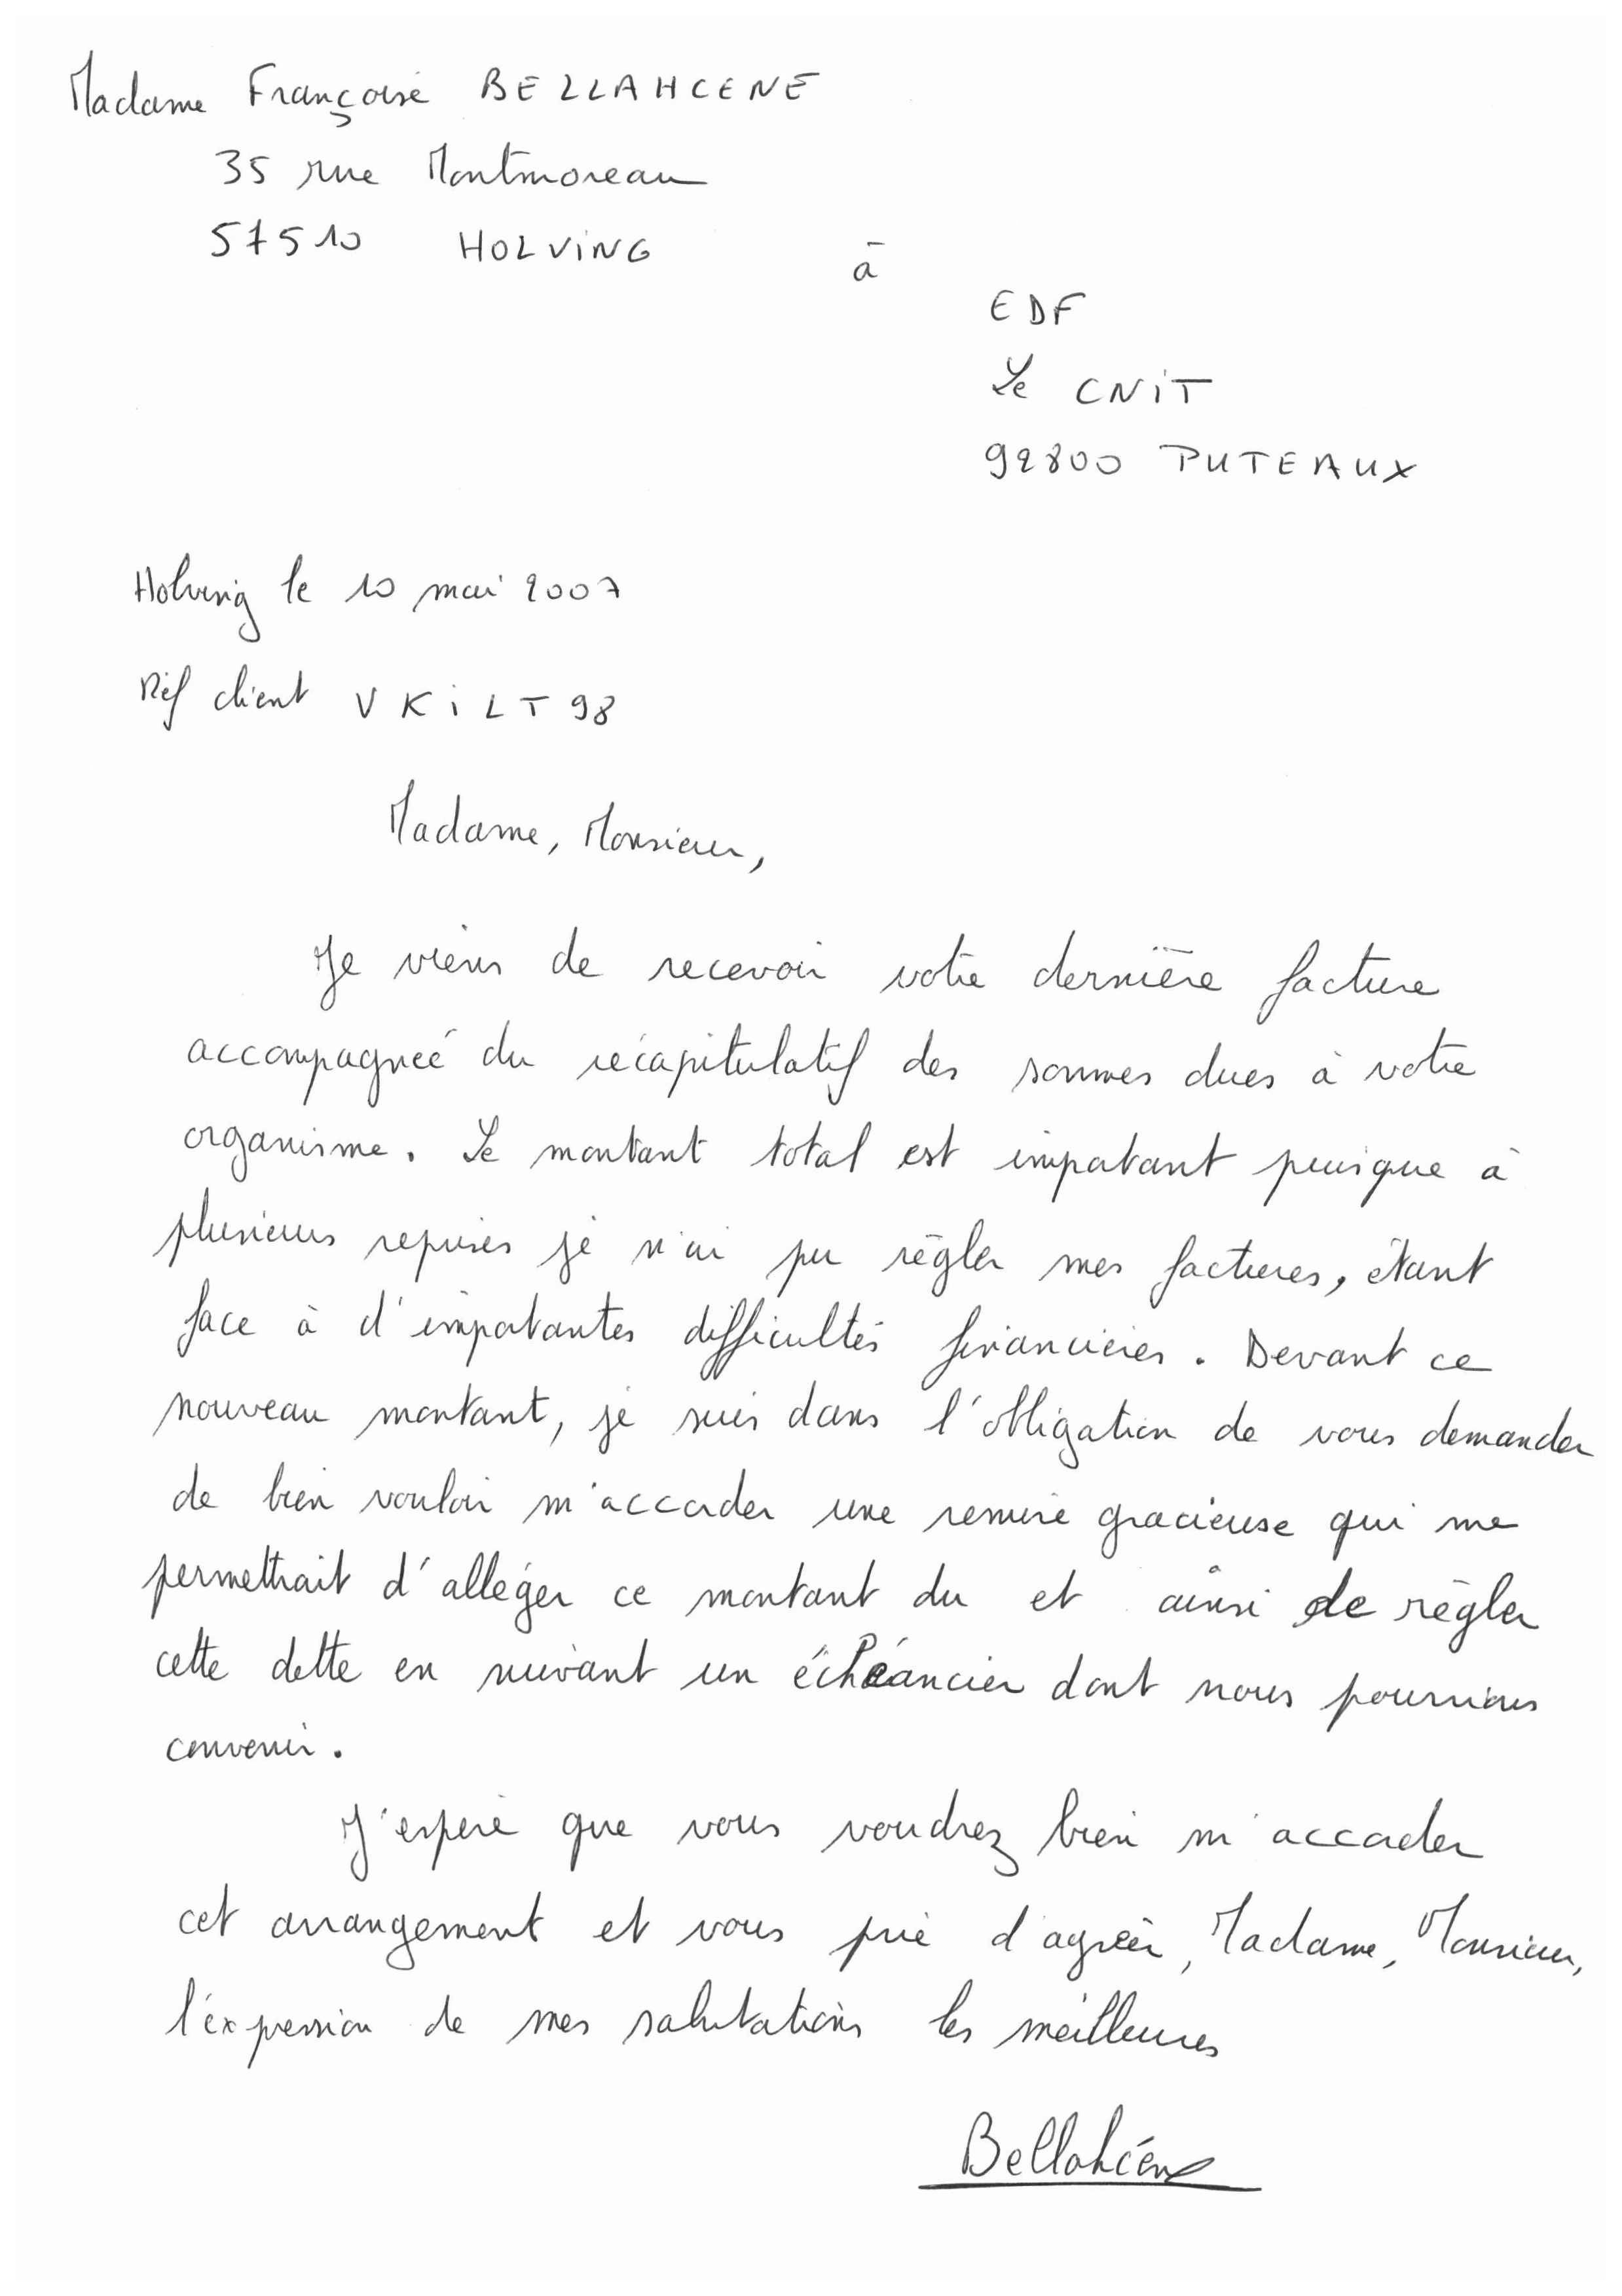 Madame Françoise BELLAHCENE
35 rue Montmoreau
57510 HOLVING
à
EDF
Le CNiT
92800 PUTEAUX
Holving le 10 mai 2007
Réf client VKiLT98
Madame, Monsieur,
Je viens de recevoir votre dernière facture
accompagnée du récapitulatif des sommes dues à votre
organisme. Le montant total est important puisque à
plusieurs reprises je n'ai pu régler mes factures, étant
face à d'importantes difficultés financières. Devant ce
nouveau montant, je suis dans l'obligation de vous demander
de bien vouloir m'accorder une remise gracieuse qui me
permettrait d'alléger ce montant du et ainsi de règler
cette dette en suivant un échéancier dont nous pourrions
convenir.
J'espère que vous voudrez bien m'accorder
cet arrangement et vous prie d'agréer, Madame, Monsieur,
l'expression de mes salutations les meilleures
Bellahcéne